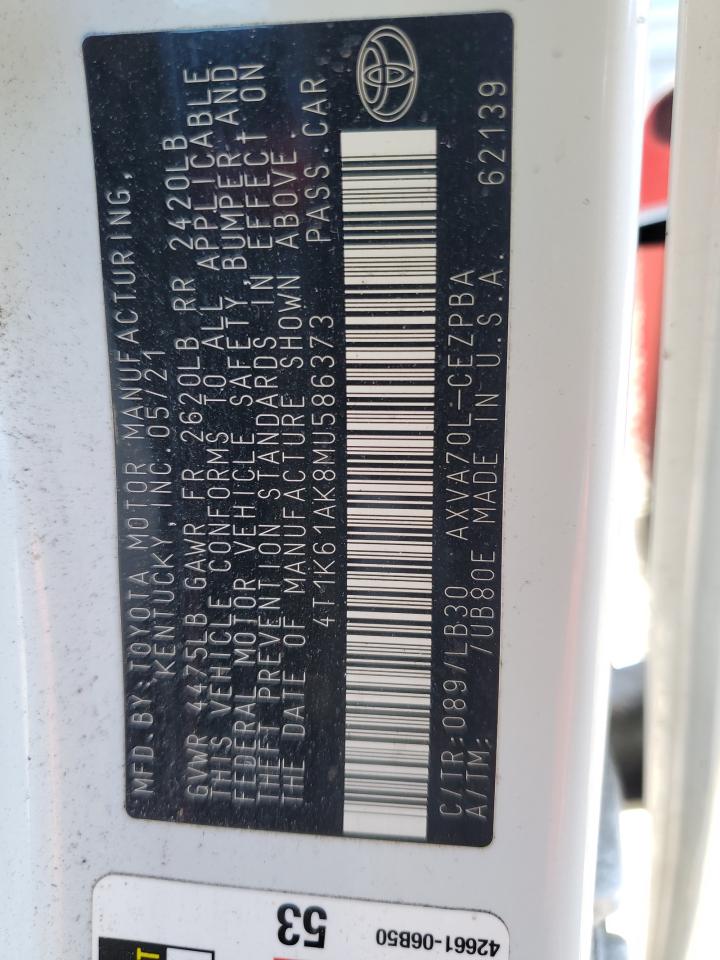 MFD.BY:TOYOTA MOTOR MANUFACTURING,
KENTUCKY, INC.05/21
GVWR 4475LB GAWR FR 2620LB RR 2420LB
THIS VEHICLE CONFORMS TO ALL APPLICABLE
FEDERAL MOTOR VEHICLE SAFETY,BUMPER AND
THEFT PREVENTION STANDARDS IN EFFECT ON
THE DATE OF MANUFACTURE SHOWN ABOVE.
4T1K61AK8MU586373 PASS.CAR
C/TR:089/LB30 AXVA70L-CEZPBA
A/TM: 7UB80E MADE IN U.S.A. 62139
53
42661-06B50